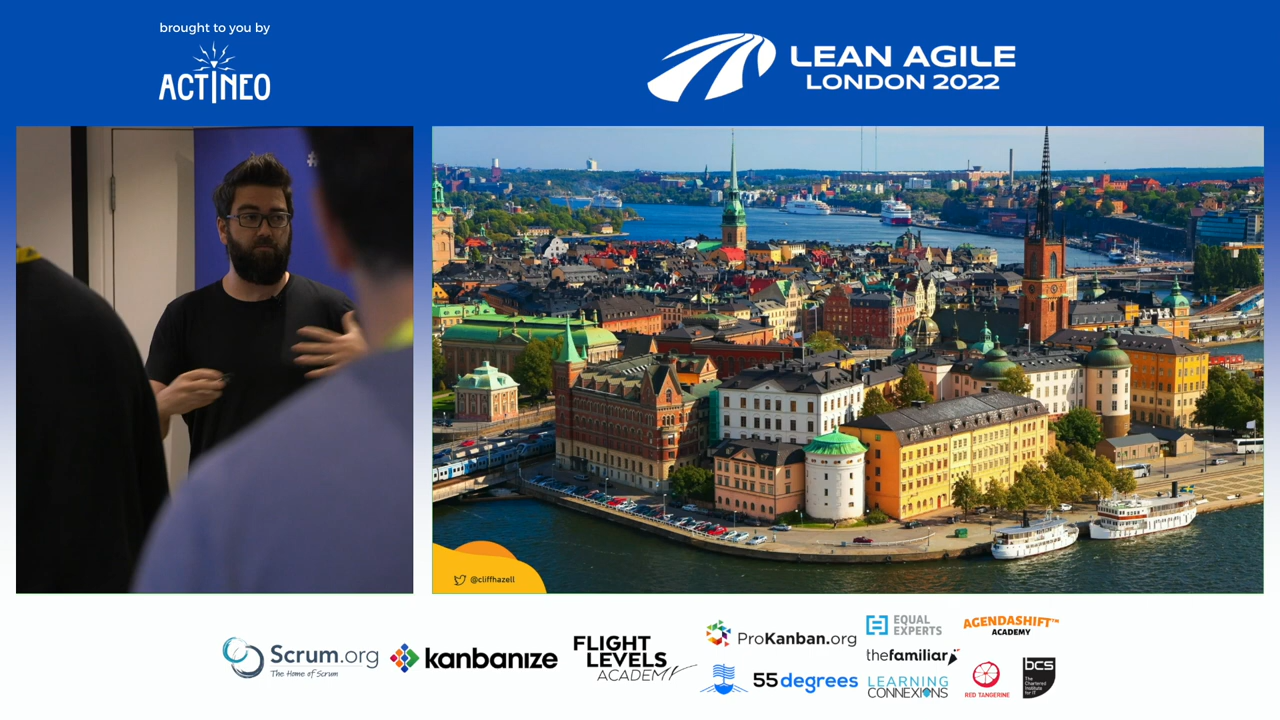 brought to you by
ACTINEO
LEAN AGILE
LONDON 2022
#
@cliffhazell
Scrum.org
The Home of Scrum
kanbanize
FLIGHT
LEVELS
ACADEMY
ProKanban.org
55degrees
EQUAL
EXPERTS
thefamiliar
LEARNING
CONNEXIONS
AGENDASHIFT™
ACADEMY
RED TANGERINE
bcs
The
Chartered
Institute
for IT